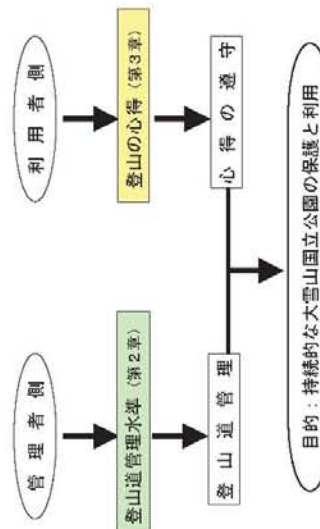 管理者側
利用者側
登山道管理水準(第2章)
登山の心得(第3章)
登山道管理
心得の遵守
目的:持続的な大雪山国立公園の保護と利用